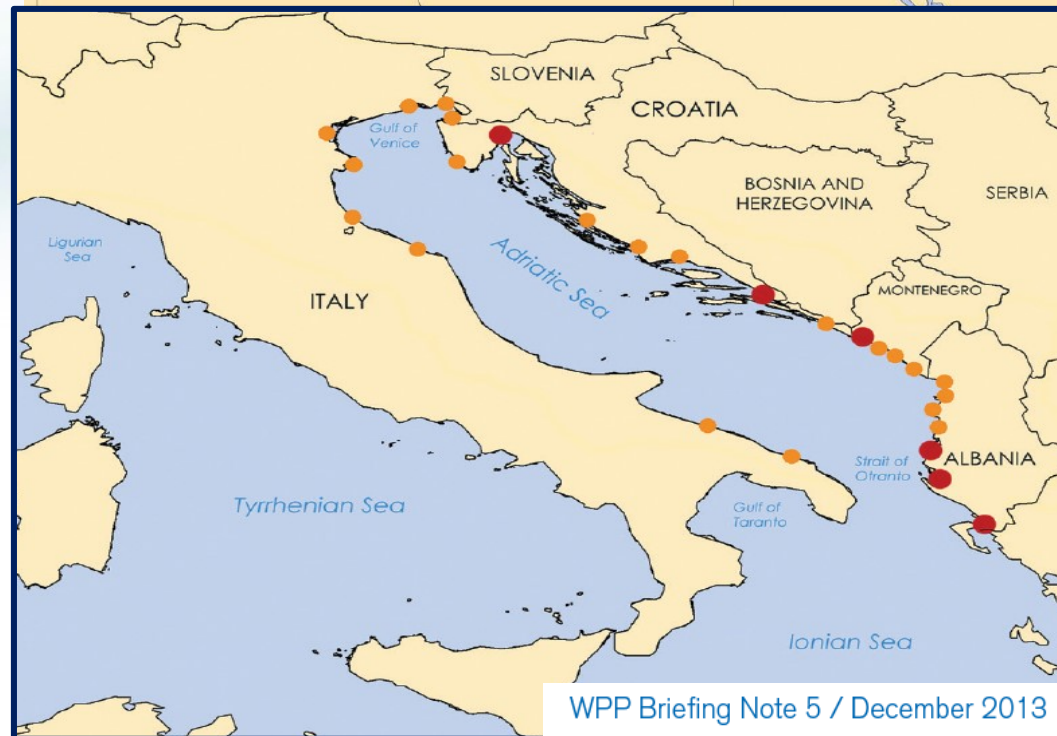 SLOVENIA
CROATIA
Gulf of
Venice
BOSNIA AND
HERZEGOVINA
SERBIA
Ligurian
Sea
Adriatic Sea
ITALY
MONTENEGRO
Strait of
Otranto
ALBANIA
Tyrrhenian Sea
Gulf of
Taranto
Ionian Sea
WPP Briefing Note 5 / December 2013